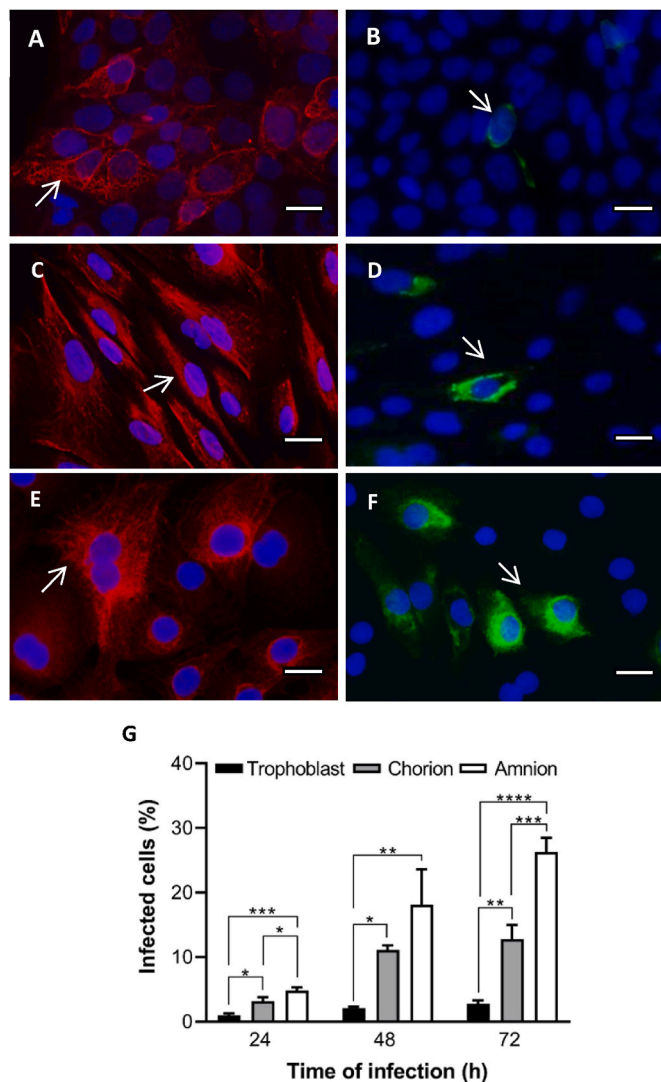 A
B
C
D
E
F
G
Trophoblast Chorion Amnion
Infected cells (%)
40
30
20
10
0
****
***
**
***
*
*
**
*
24
48
72
Time of infection (h)